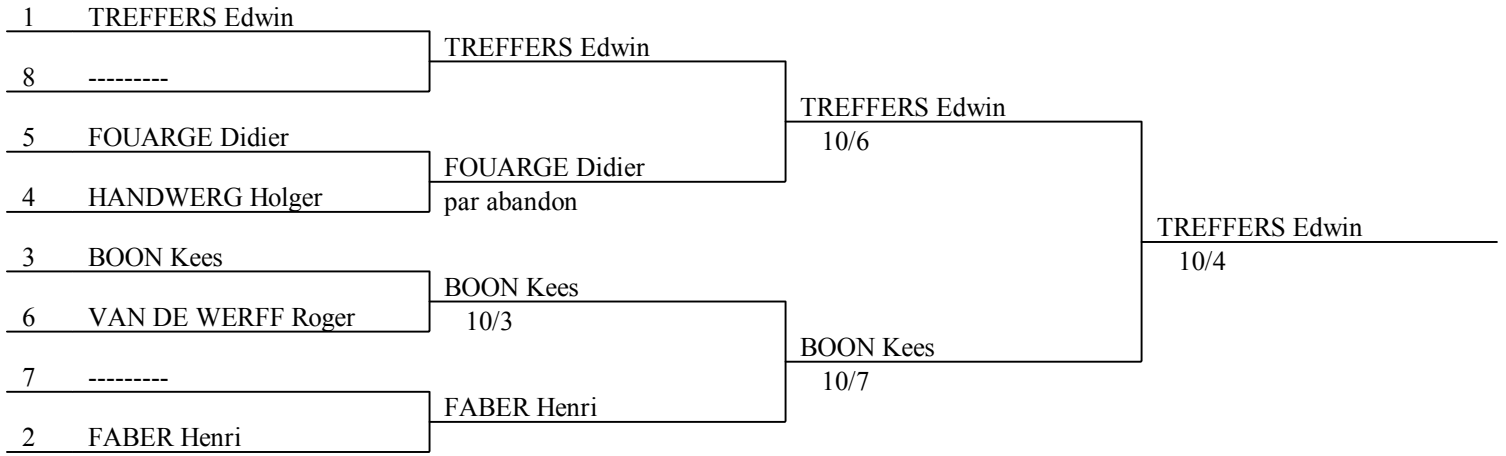 1 TREFFERS Edwin
8 ---------
5 FOUARGE Didier
4 HANDWERG Holger
3 BOON Kees
6 VAN DE WERFF Roger
7 ---------
2 FABER Henri
TREFFERS Edwin
FOUARGE Didier
par abandon
BOON Kees
10/3
FABER Henri
TREFFERS Edwin
10/6
BOON Kees
10/7
TREFFERS Edwin
10/4